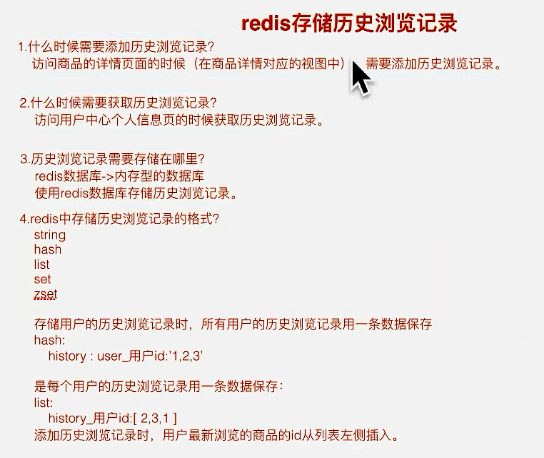 redis存储历史浏览记录
1.什么时候需要添加历史浏览记录?
访问商品的详情页面的时候（在商品详情对应的视图中） ，需要添加历史浏览记录。
2.什么时候需要获取历史浏览记录?
访问用户中心个人信息页的时候获取历史浏览记录。
3.历史浏览记录需要存储在哪里?
redis数据库->内存型的数据库
使用redis数据库存储历史浏览记录。
4.redis中存储历史浏览记录的格式?
string
hash
list
set
zset
存储用户的历史浏览记录时，所有用户的历史浏览记录用一条数据保存
hash:
history : user_用户id:'1,2,3'
是每个用户的历史浏览记录用一条数据保存：
list:
history_用户id:[ 2,3,1 ]
添加历史浏览记录时，用户最新浏览的商品的id从列表左侧插入。